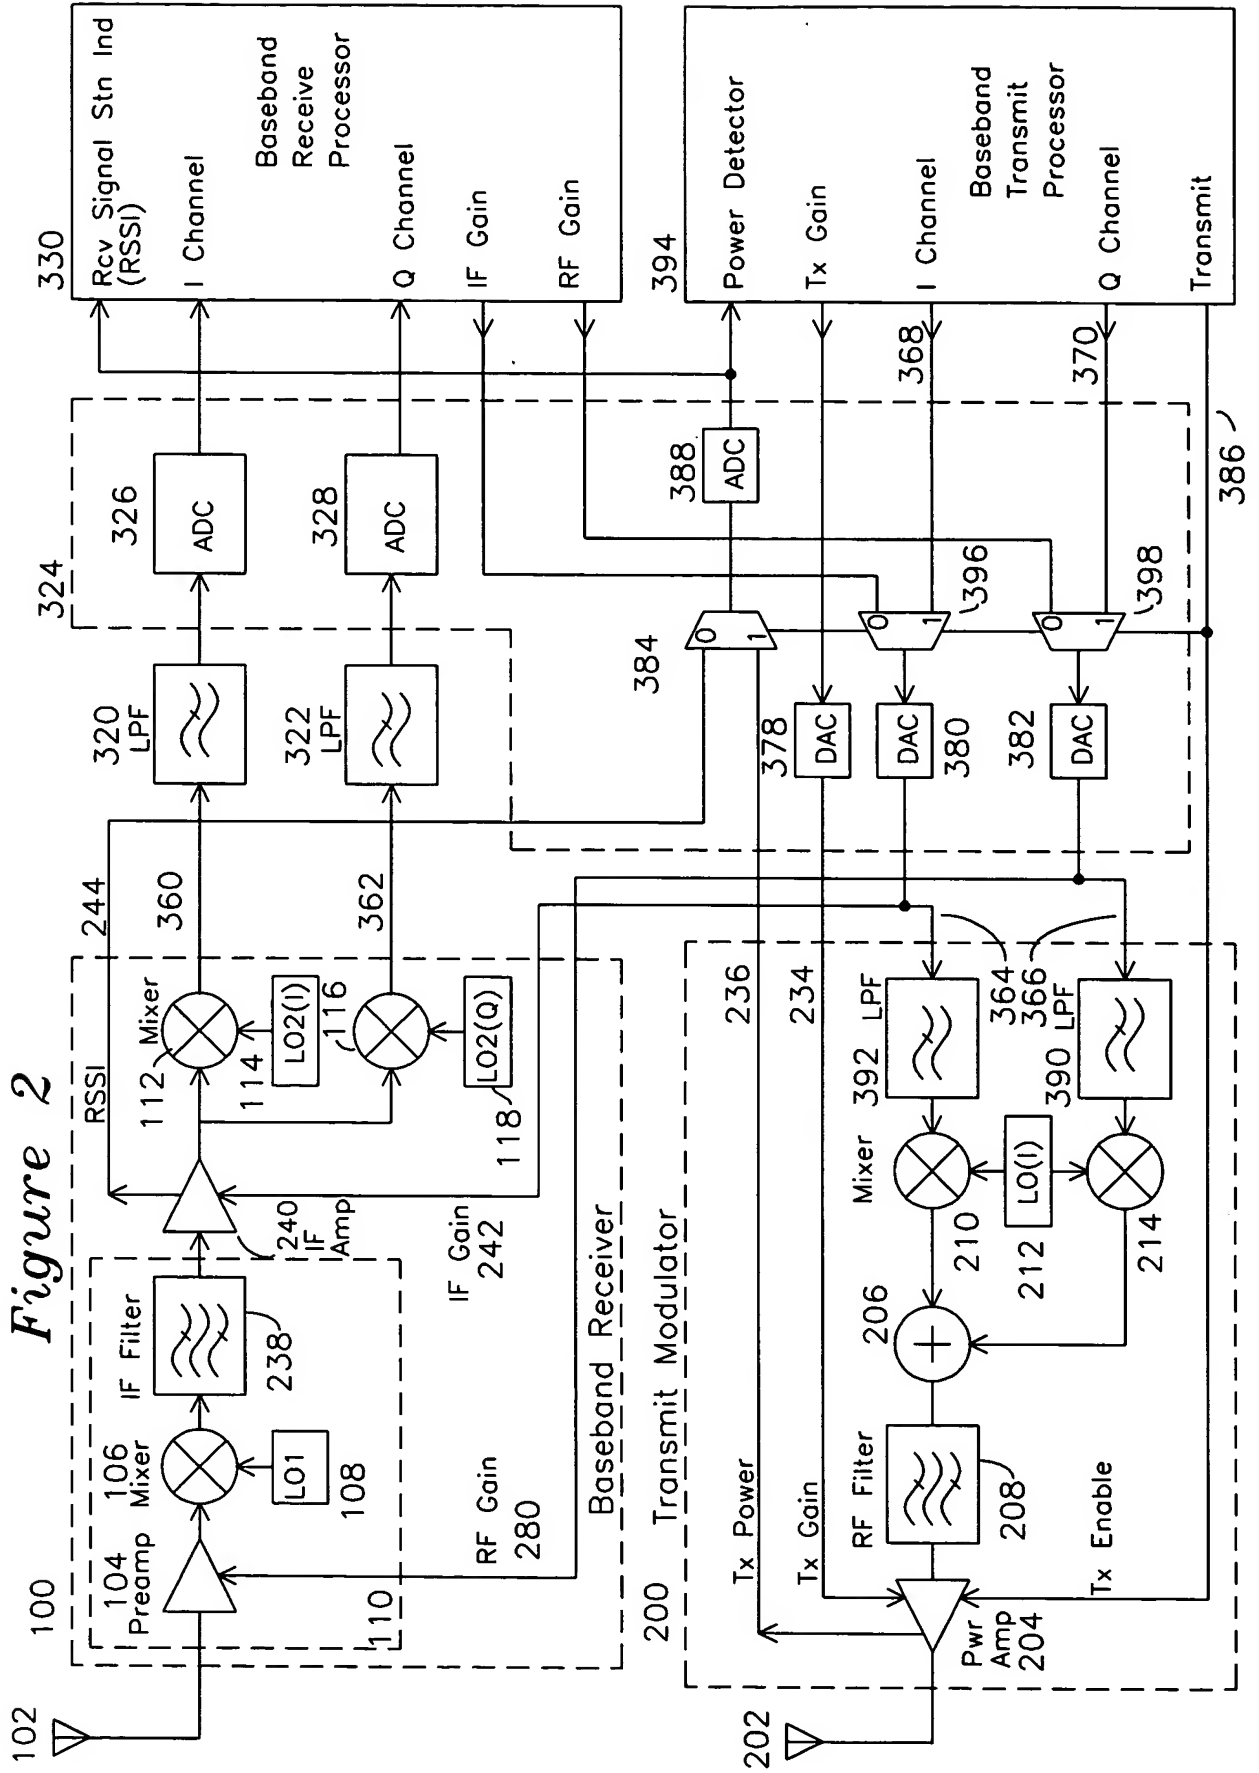 Figure 2
102
100
104
Preamp
106
Mixer
LO1
108
110
IF Filter
238
240
IF
Amp
RSSI
244
112
Mixer
114
LO2(I)
116
LO2(Q)
118
360
362
IF Gain
242
RF Gain
280
Baseband Receiver
320
LPF
322
LPF
324
326
ADC
328
ADC
330
Rcv Signal Stn Ind
(RSSI)
I Channel
Baseband
Receive
Processor
Q Channel
IF Gain
RF Gain
202
200
Transmit Modulator
Tx Power
236
Tx Gain
234
Pwr
Amp
204
Tx Enable
RF Filter
208
206
Mixer
210
LO(I)
212
214
392
LPF
390
LPF
364
366
384
0
1
378
DAC
DAC
380
382
DAC
0
1
396
0
1
398
388
ADC
386
368
370
394
Power Detector
Tx Gain
I Channel
Baseband
Transmit
Processor
Q Channel
Transmit